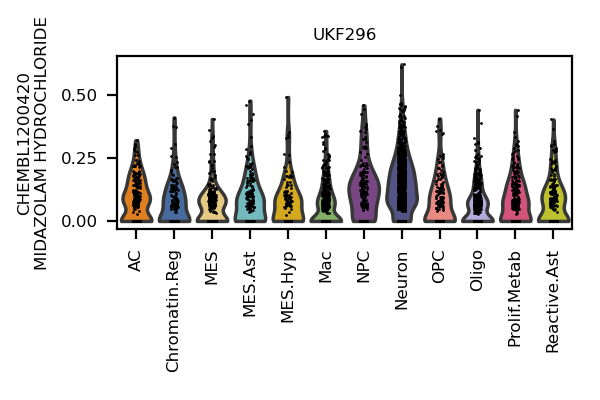 UKF296
CHEMBL1200420
MIDAZOLAM HYDROCHLORIDE
0.50
0.25
0.00
AC
Chromatin.Reg
MES
MES.Ast
MES.Hyp
Mac
NPC
Neuron
OPC
Oligo
Prolif.Metab
Reactive.Ast